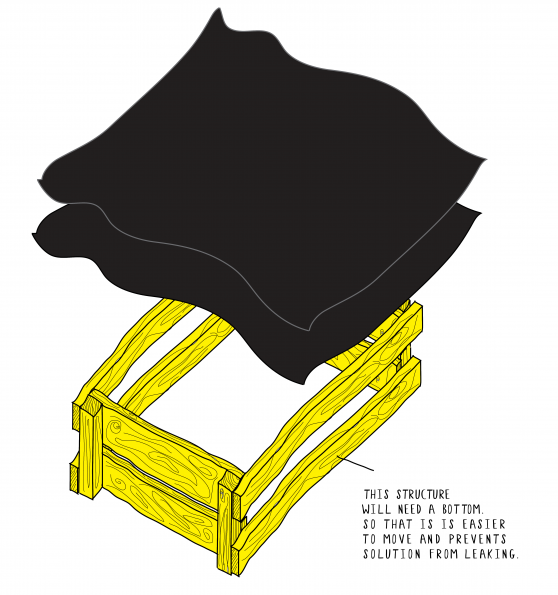 THIS STRUCTURE
WILL NEED A BOTTOM.
SO THAT IS IS EASIER
TO MOVE AND PREVENTS
SOLUTION FROM LEAKING.